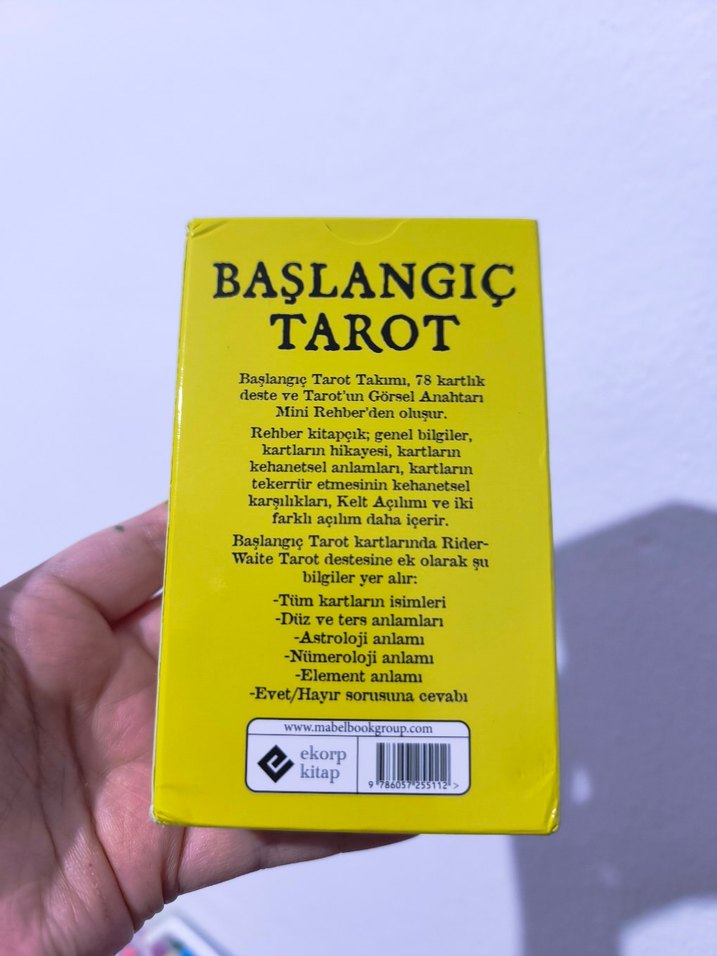 BAŞLANGIÇ
TAROT
Başlangıç Tarot Takımı, 78 kartlık
deste ve Tarot'un Görsel Anahtarı
Mini Rehber'den oluşur.
Rehber kitapçık; genel bilgiler,
kartların hikayesi, kartların
kehanetsel anlamları, kartların
tekerrür etmesinin kehanetsel
karşılıkları, Kelt Açılımı ve iki
farklı açılım daha içerir.
Başlangıç Tarot kartlarında Rider-
Waite Tarot destesine ek olarak şu
bilgiler yer alır:
-Tüm kartların isimleri
-Düz ve ters anlamları
-Astroloji anlamı
-Nümeroloji anlamı
-Element anlamı
-Evet/Hayır sorusuna cevabı
www.mabelbookgroup.com
ekorp
kitap
9 786057 255112 >